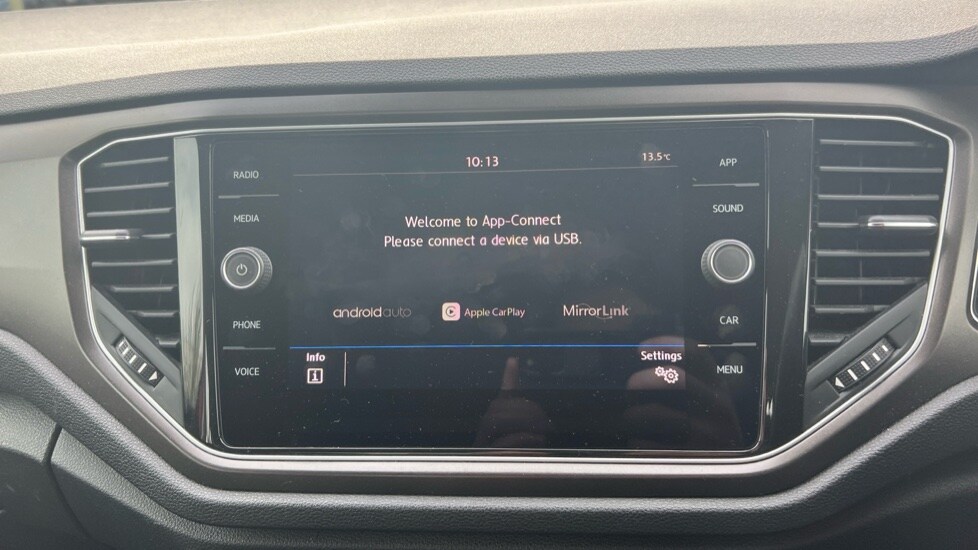 10:13
13.5°C
RADIO
MEDIA
PHONE
VOICE
Welcome to App-Connect
Please connect a device via USB.
androidauto
Apple CarPlay
MirrorLink
Info
Settings
APP
SOUND
CAR
MENU